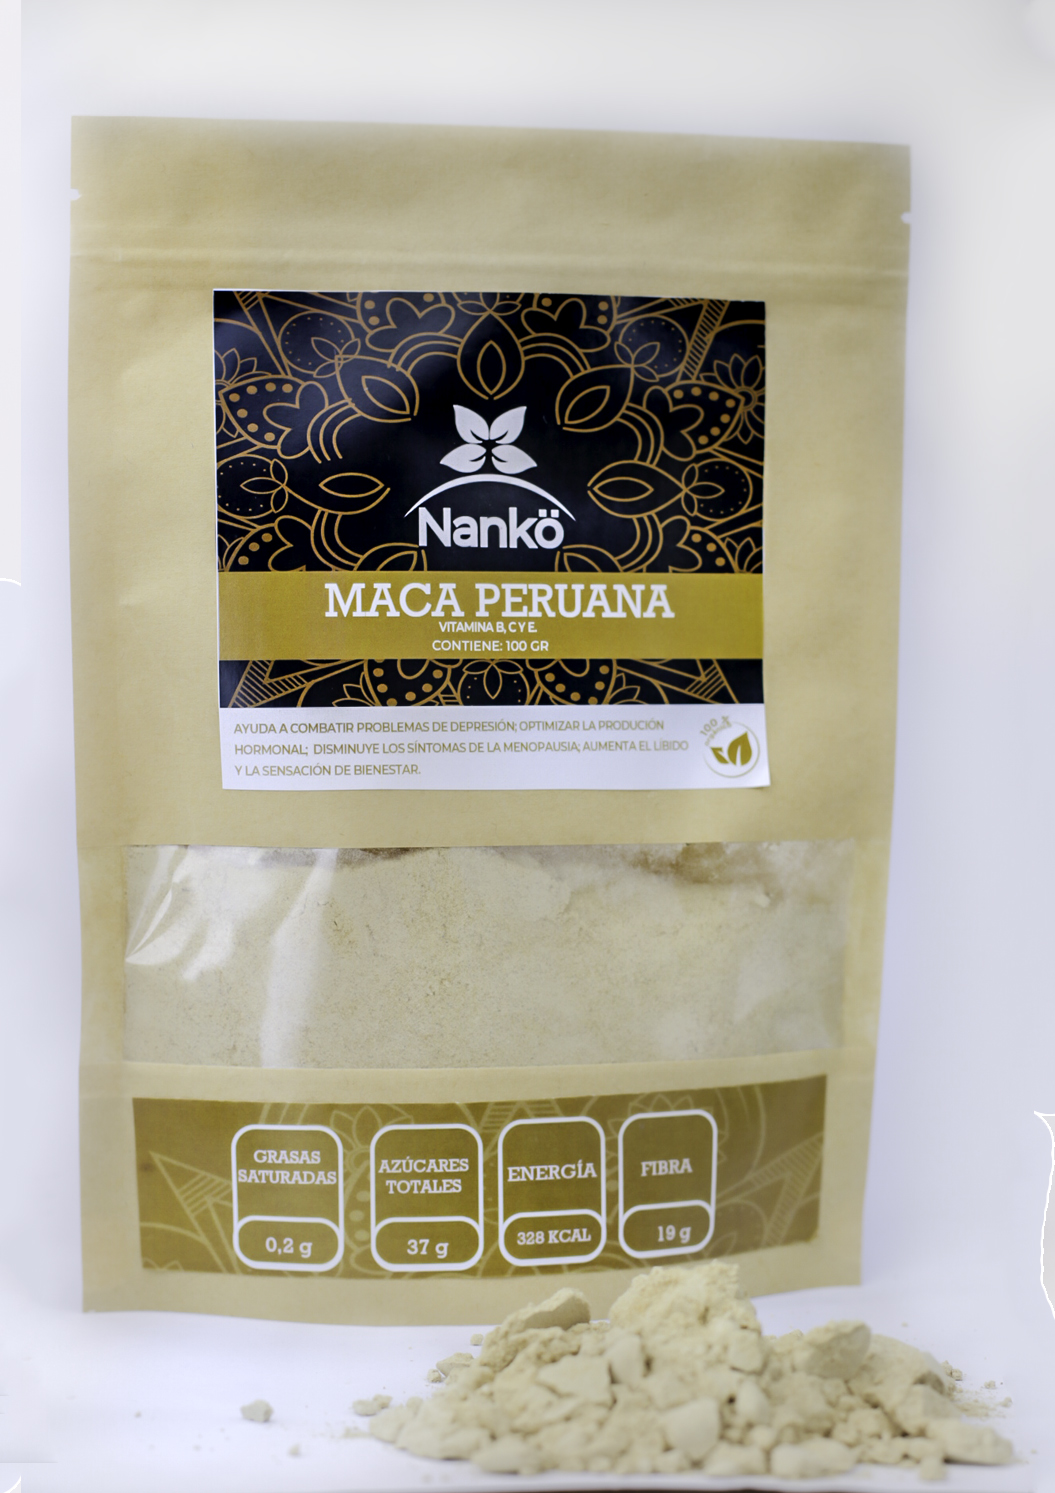 Nankö
MACA PERUANA
VITAMINA B, C Y E.
CONTIENE: 100 GR
AYUDA A COMBATIR PROBLEMAS DE DEPRESIÓN; OPTIMIZAR LA PRODUCIÓN
HORMONAL; DISMINUYE LOS SÍNTOMAS DE LA MENOPAUSIA; AUMENTA EL LÍBIDO
Y LA SENSACIÓN DE BIENESTAR.
100 %
GRASAS
SATURADAS
0,2 g
AZÚCARES
TOTALES
37 g
ENERGÍA
328 KCAL
FIBRA
19 g